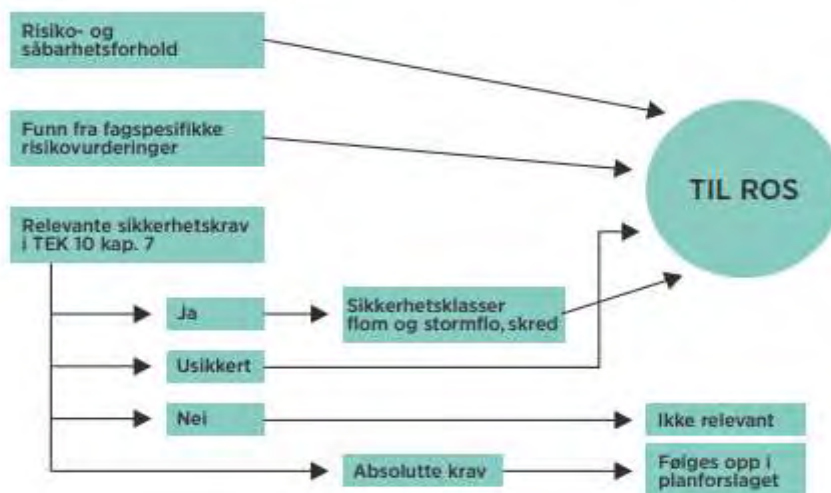 Risiko- og
såbarhetsforhold
Funn fra fagspesifikke
risikovurderinger
TIL ROS
Relevante sikkerhetskrav
i TEK 10 kap. 7
Ja
Sikkerhetsklasser
flom og stormflo, skred
Usikkert
Nei
Ikke relevant
Absolutte krav
Følges opp i
planforslaget